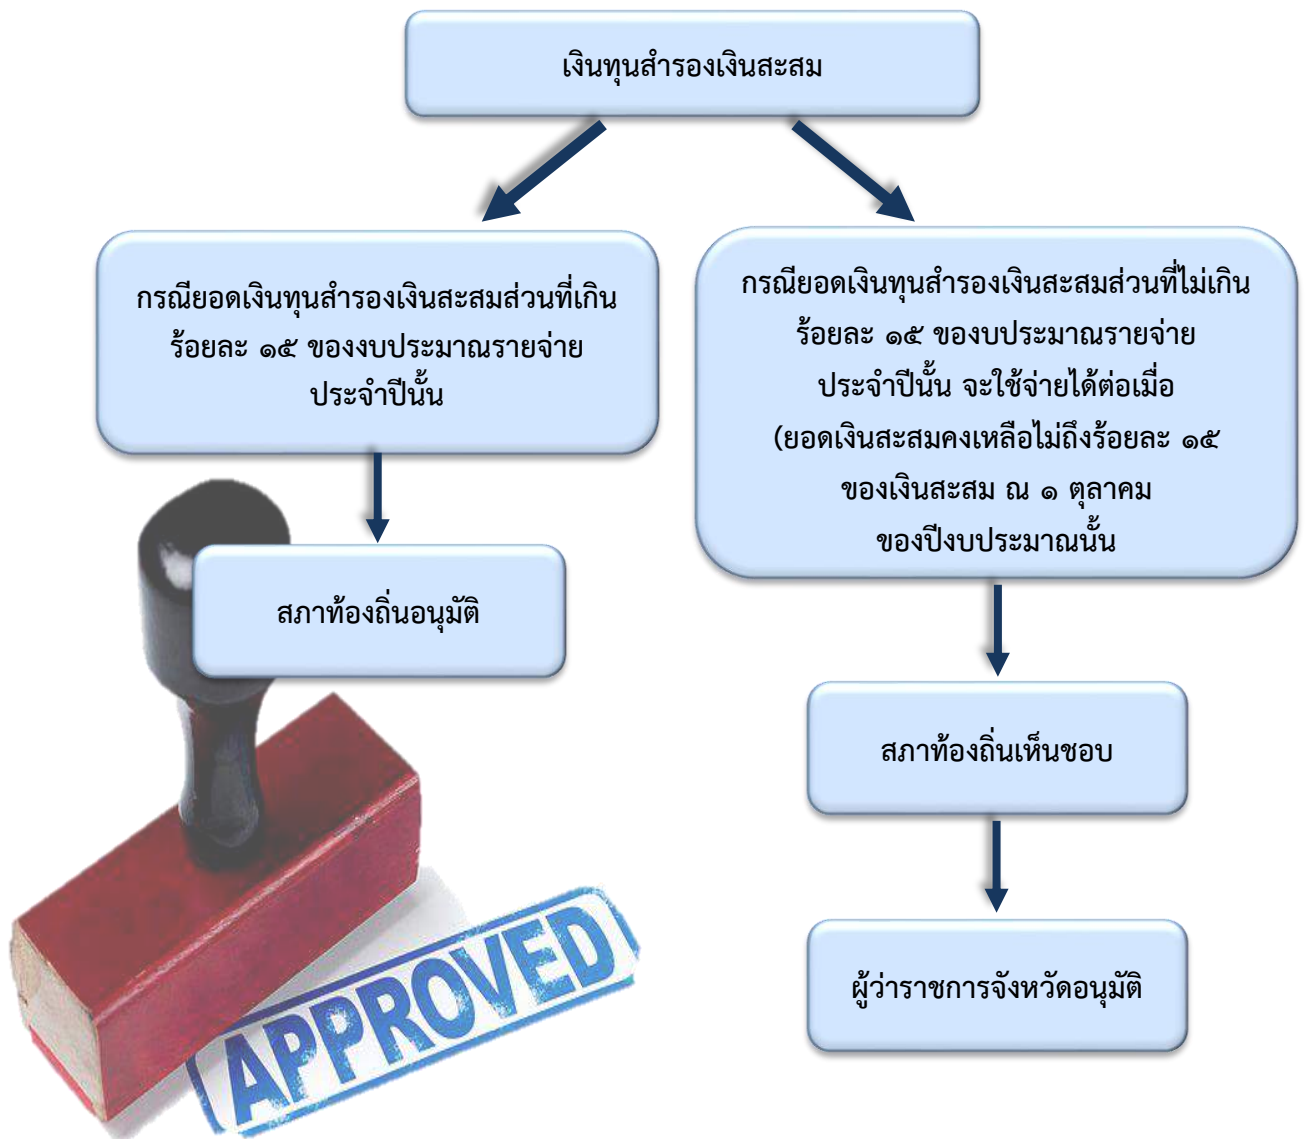 เงินทุนสำรองเงินสะสม
กรณียอดเงินทุนสำรองเงินสะสมส่วนที่เกิน
ร้อยละ ๑๕ ของงบประมาณรายจ่าย
ประจำปีนั้น
สภาท้องถิ่นอนุมัติ
กรณียอดเงินทุนสำรองเงินสะสมส่วนที่ไม่เกิน
ร้อยละ ๑๕ ของบประมาณรายจ่าย
ประจำปีนั้น จะใช้จ่ายได้ต่อเมื่อ
(ยอดเงินสะสมคงเหลือไม่ถึงร้อยละ ๑๕
ของเงินสะสม ณ ๑ ตุลาคม
ของปีงบประมาณนั้น
สภาท้องถิ่นเห็นชอบ
ผู้ว่าราชการจังหวัดอนุมัติ
APPROVED